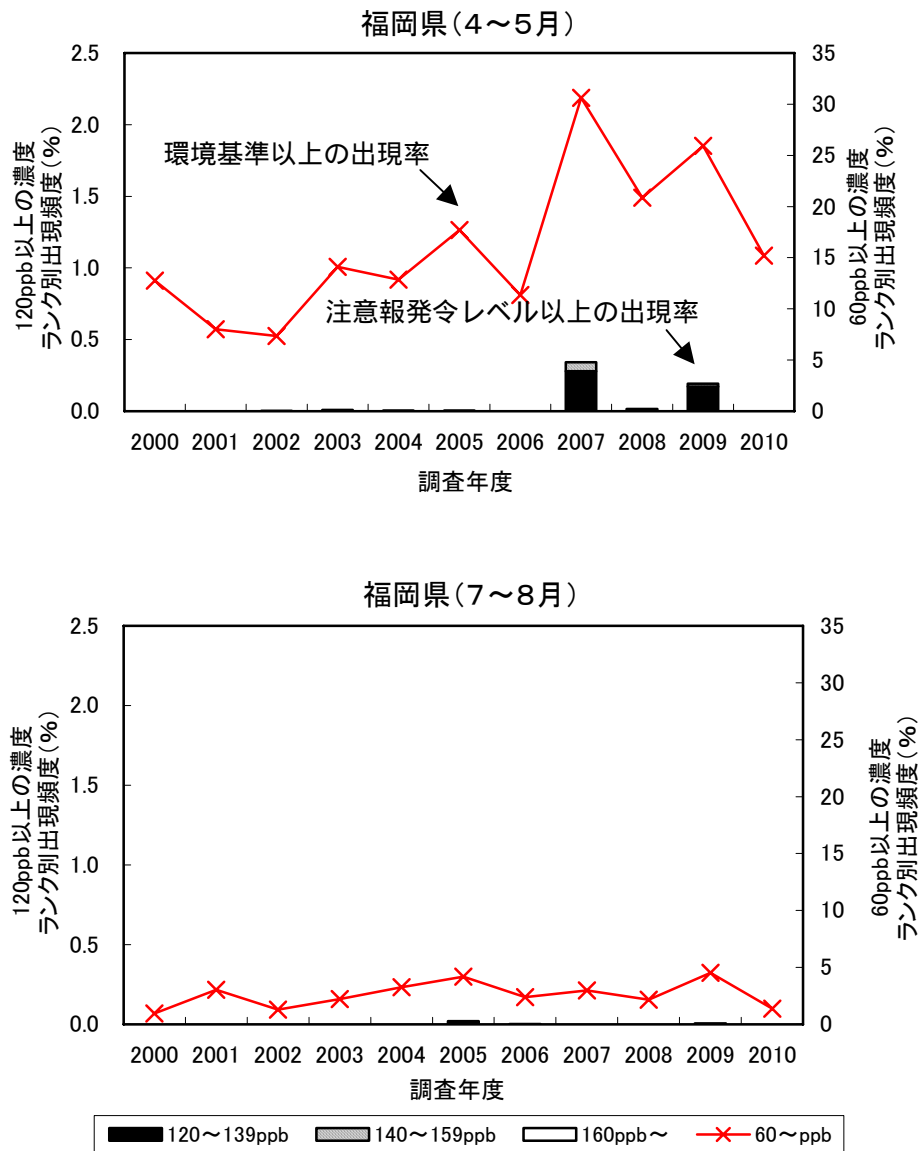 福岡県(4～5月)
120ppb以上の濃度
ランク別出現頻度(%)
2.5
2.0
1.5
1.0
0.5
0.0
環境基準以上の出現率
注意報発令レベル以上の出現率
35
30
25
20
15
10
5
0
60ppb以上の濃度
ランク別出現頻度(%)
2000 2001 2002 2003 2004 2005 2006 2007 2008 2009 2010
調査年度
福岡県(7～8月)
120ppb以上の濃度
ランク別出現頻度(%)
2.5
2.0
1.5
1.0
0.5
0.0
35
30
25
20
15
10
5
0
60ppb以上の濃度
ランク別出現頻度(%)
2000 2001 2002 2003 2004 2005 2006 2007 2008 2009 2010
調査年度
120～139ppb 140～159ppb 160ppb～ 60～ppb